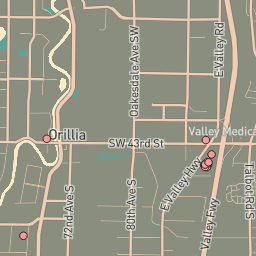 Oakesdale Ave SW
E Valley Rd
Orillia
Valley Medica
SW 43rd St
72nd Ave S
80th Ave S
E Valley Hwy
Valley Fwy
Talbot Rd S